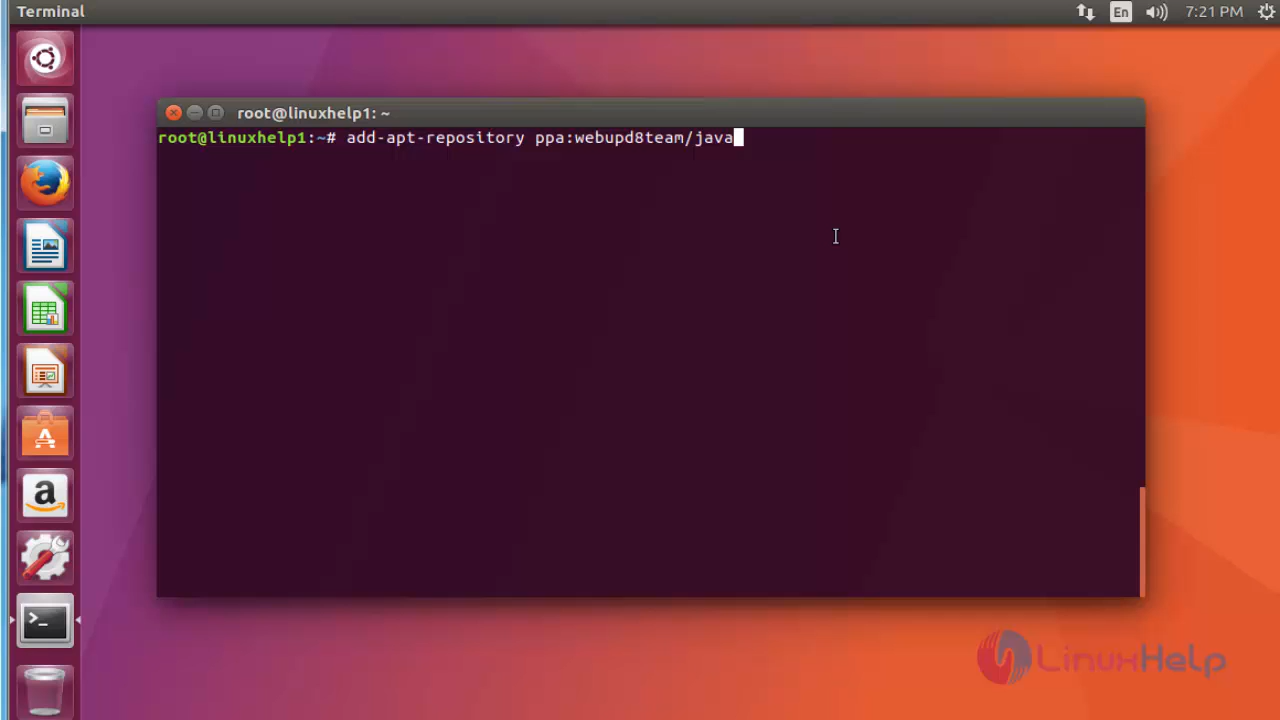 Terminal
En
7:21 PM
root@linuxhelp1: ~
root@linuxhelp1:~# add-apt-repository ppa:webupd8team/java
LinuxHelp